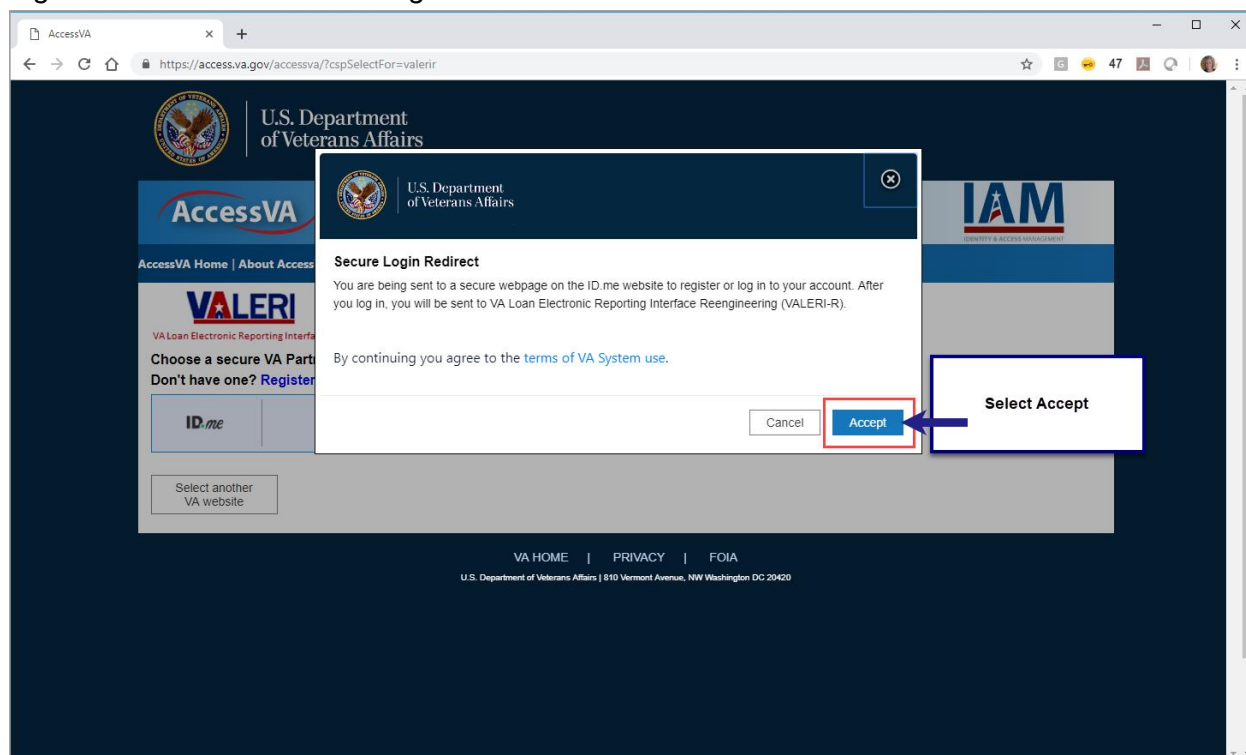 AccessVA
https://access.va.gov/accessva/?cspSelectFor=valerir
47
U.S. Department
of Veterans Affairs
AccessVA
IAM
IDENTITY & ACCESS MANAGEMENT
AccessVA Home | About Access
VALERI
VA Loan Electronic Reporting Interfa
Choose a secure VA Part
Don't have one? Register
ID.me
Select another
VA website
U.S. Department
of Veterans Affairs
Secure Login Redirect
You are being sent to a secure webpage on the ID.me website to register or log in to your account. After
you log in, you will be sent to VA Loan Electronic Reporting Interface Reengineering (VALERI-R).
By continuing you agree to the terms of VA System use.
Cancel
Accept
Select Accept
VA HOME | PRIVACY | FOIA
U.S. Department of Veterans Affairs | 810 Vermont Avenue, NW Washington DC 20420